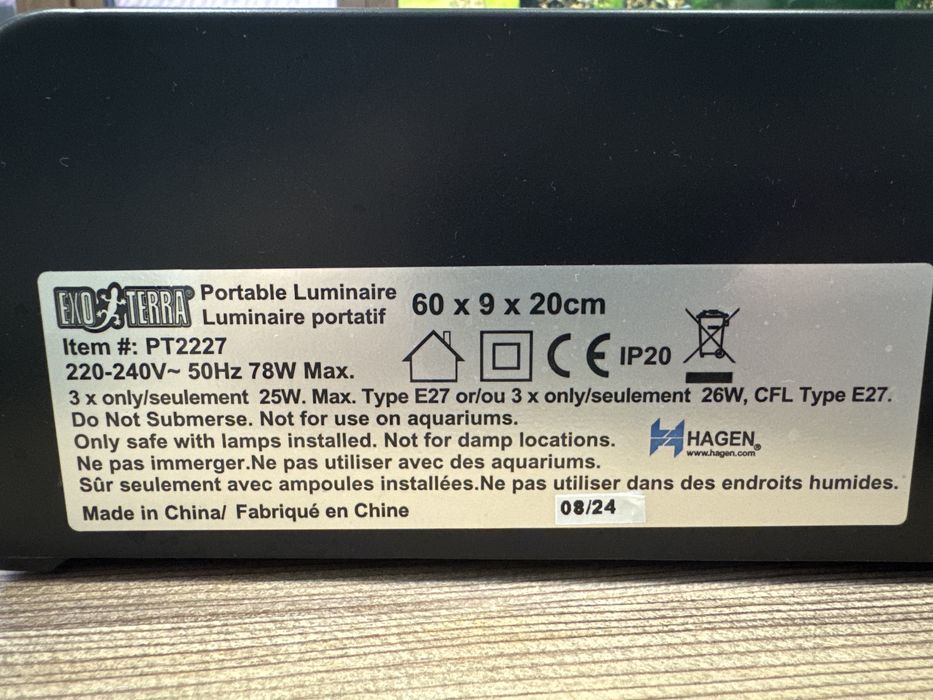 EXO TERRA®
Portable Luminaire
Luminaire portatif
60 x 9 x 20cm
Item #: PT2227
220-240V~ 50Hz 78W Max.
CE IP20
3 x only/seulement 25W. Max. Type E27 or/ou 3 x only/seulement 26W, CFL Type E27.
Do Not Submerse. Not for use on aquariums.
Only safe with lamps installed. Not for damp locations.
HAGEN®
www.hagen.com
Ne pas immerger.Ne pas utiliser avec des aquariums.
Sûr seulement avec ampoules installées.Ne pas utiliser dans des endroits humides.
Made in China/ Fabriqué en Chine
08/24